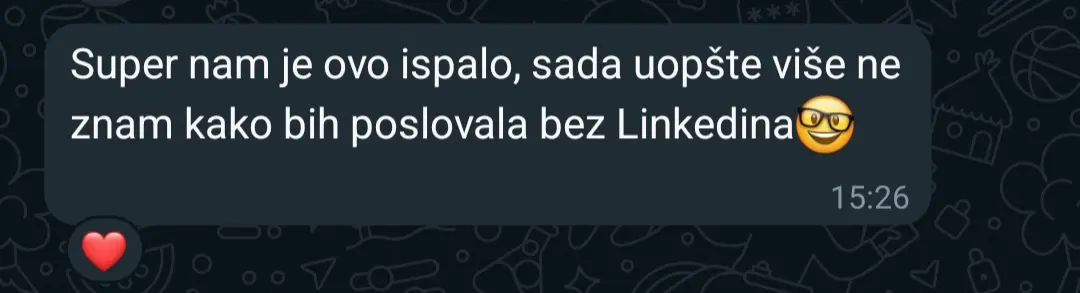 Super nam je ovo ispalo, sada uopšte više ne
znam kako bih poslovala bez Linkedina🤓
15:26